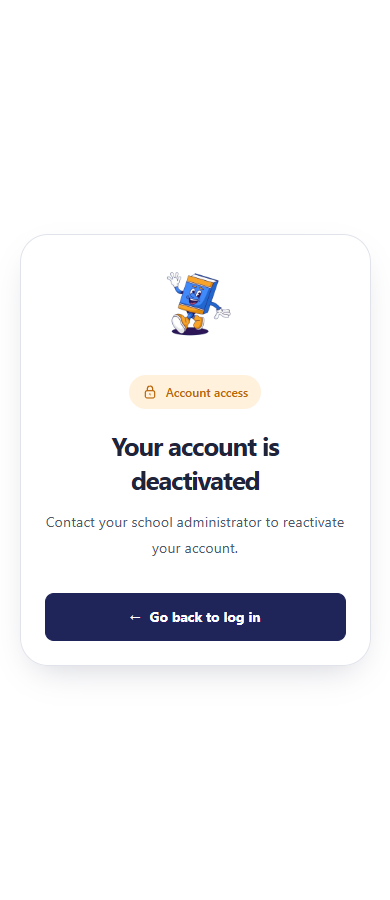 Account access
Your account is
deactivated
Contact your school administrator to reactivate
your account.
← Go back to log in